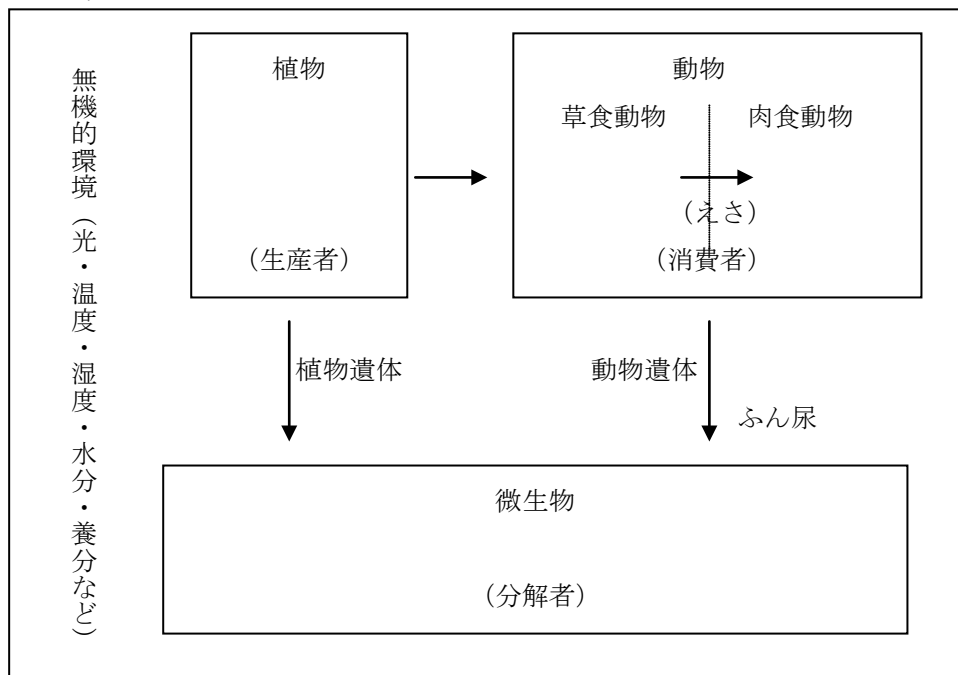 無機的環境（光・温度・湿度・水分・養分など）
植物
（生産者）
動物
草食動物
肉食動物
（えさ）
（消費者）
植物遺体
動物遺体
ふん尿
微生物
（分解者）